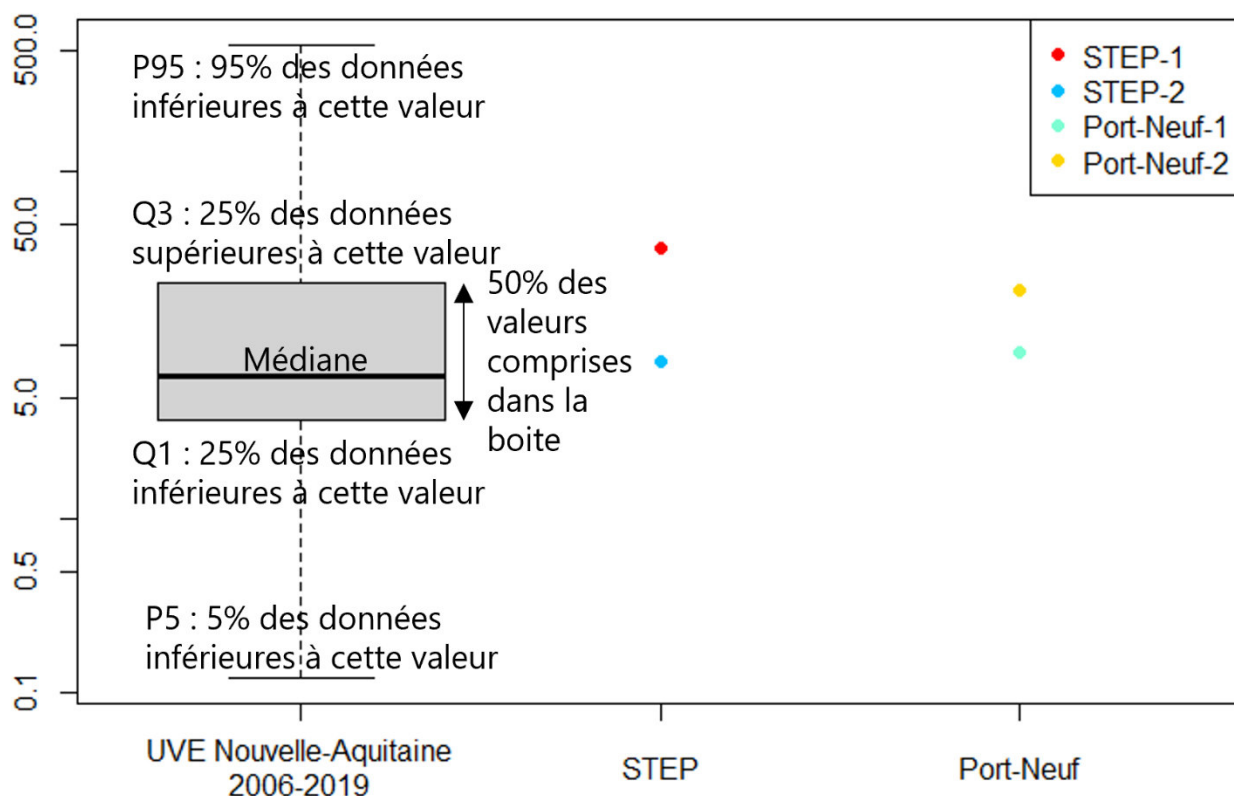 500.0
50.0
5.0
0.5
0.1
P95 : 95% des données
inférieures à cette valeur
Q3 : 25% des données
supérieures à cette valeur
Médiane
50% des
valeurs
comprises
dans la
boite
Q1 : 25% des données
inférieures à cette valeur
P5 : 5% des données
inférieures à cette valeur
STEP-1
STEP-2
Port-Neuf-1
Port-Neuf-2
UVE Nouvelle-Aquitaine
2006-2019
STEP
Port-Neuf